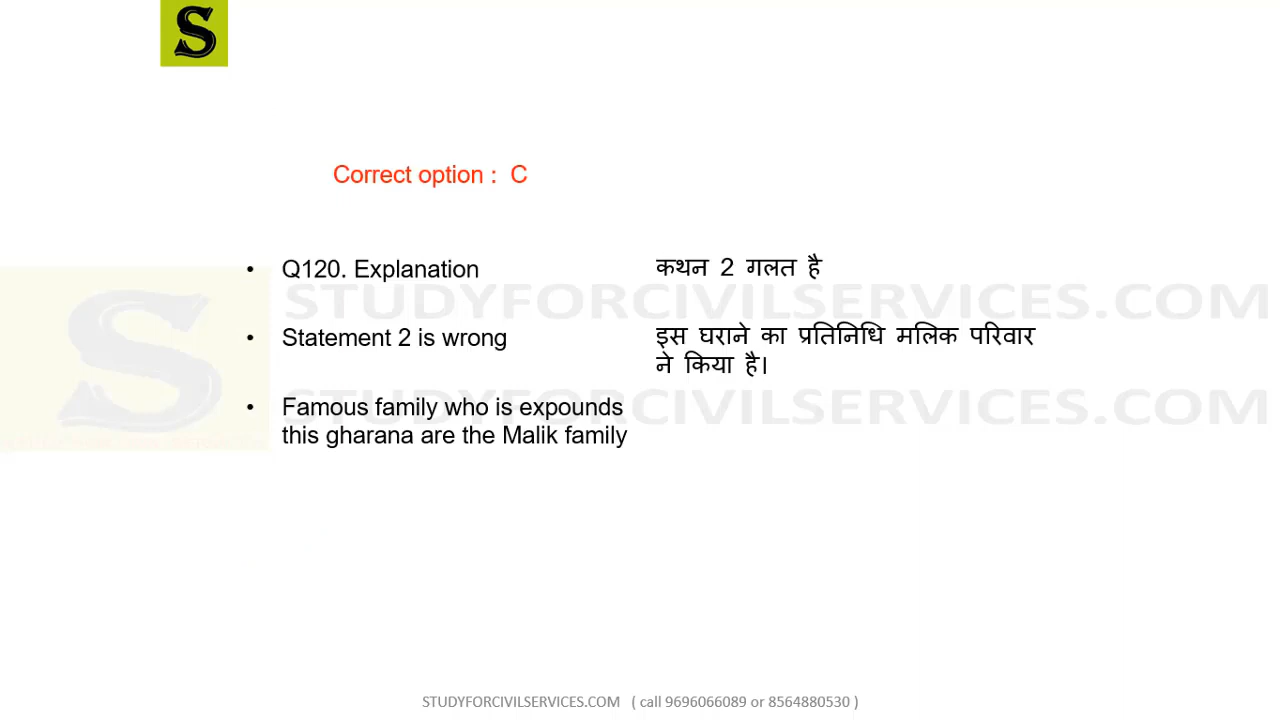 S
Correct option : C
• Q120. Explanation
• Statement 2 is wrong
• Famous family who is expounds
this gharana are the Malik family
कथन 2 गलत है
इस घराने का प्रतिनिधि मलिक परिवार
ने किया है।
STUDYFORCIVILSERVICES.COM
STUDYFORCIVILSERVICES.COM
S
STUDYFORCIVILSERVICES.COM ( call 9696066089 or 8564880530 )